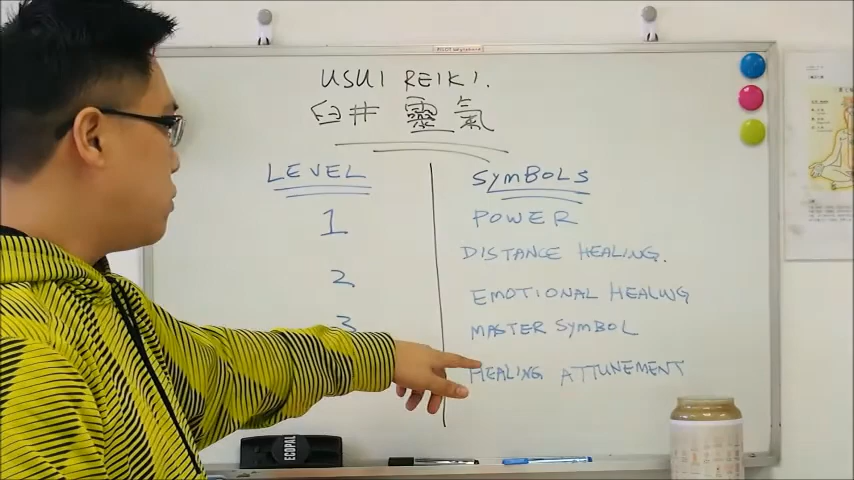 USUI REIKI.
臼井 靈氣
LEVEL
SYMBOLS
1
POWER
DISTANCE HEALING.
2
EMOTIONAL HEALING
3
MASTER SYMBOL
HEALING ATTUNEMENT
ECOPAL